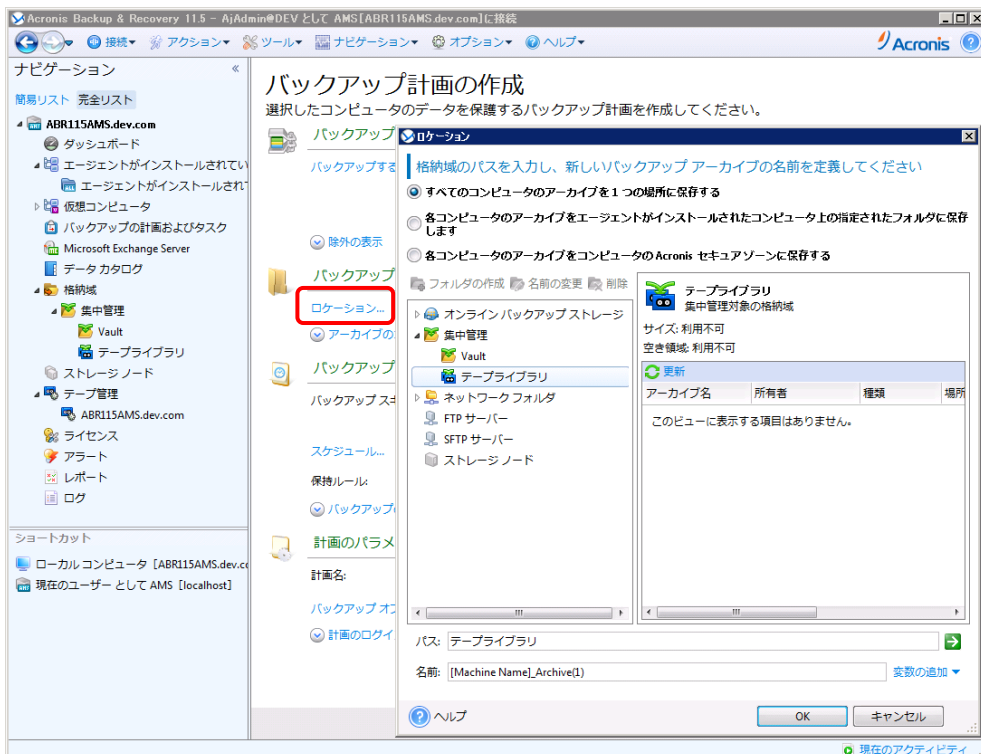 Acronis Backup & Recovery 11.5 - AjAdmin@DEV として AMS[ABR115AMS.dev.com]に接続
接続 アクション ツール ナビゲーション オプション ヘルプ Acronis
ナビゲーション
簡易リスト 完全リスト
ABR115AMS.dev.com
ダッシュボード
エージェントがインストールされてい
エージェントがインストールされ
仮想コンピュータ
バックアップの計画およびタスク
Microsoft Exchange Server
データ カタログ
格納域
集中管理
Vault
テープライブラリ
ストレージ ノード
テープ管理
ABR115AMS.dev.com
ライセンス
アラート
レポート
ログ
ショートカット
ローカル コンピュータ [ABR115AMS.dev.co
現在のユーザー として AMS [localhost]
バックアップ計画の作成
選択したコンピュータのデータを保護するバックアップ計画を作成してください。
バックアップ
バックアップする
除外の表示
バックアップ
ロケーション...
アーカイブの
バックアップ
バックアップ スキ
スケジュール...
保持ルール:
バックアップ
計画のパラメ
計画名:
バックアップ オプ
計画のログイ
ロケーション
格納域のパスを入力し、新しいバックアップ アーカイブの名前を定義してください
すべてのコンピュータのアーカイブを 1 つの場所に保存する
各コンピュータのアーカイブをエージェントがインストールされたコンピュータ上の指定されたフォルダに保存
します
各コンピュータのアーカイブをコンピュータの Acronis セキュア ゾーンに保存する
フォルダの作成 名前の変更 削除
オンライン バックアップ ストレージ
集中管理
Vault
テープライブラリ
ネットワーク フォルダ
FTP サーバー
SFTP サーバー
ストレージ ノード
テープライブラリ
集中管理対象の格納域
サイズ: 利用不可
空き領域: 利用不可
更新
アーカイブ名 所有者 種類 場所
このビューに表示する項目はありません。
パス: テープライブラリ
名前: [Machine Name]_Archive(1) 変数の追加
ヘルプ OK キャンセル
現在のアクティビティ